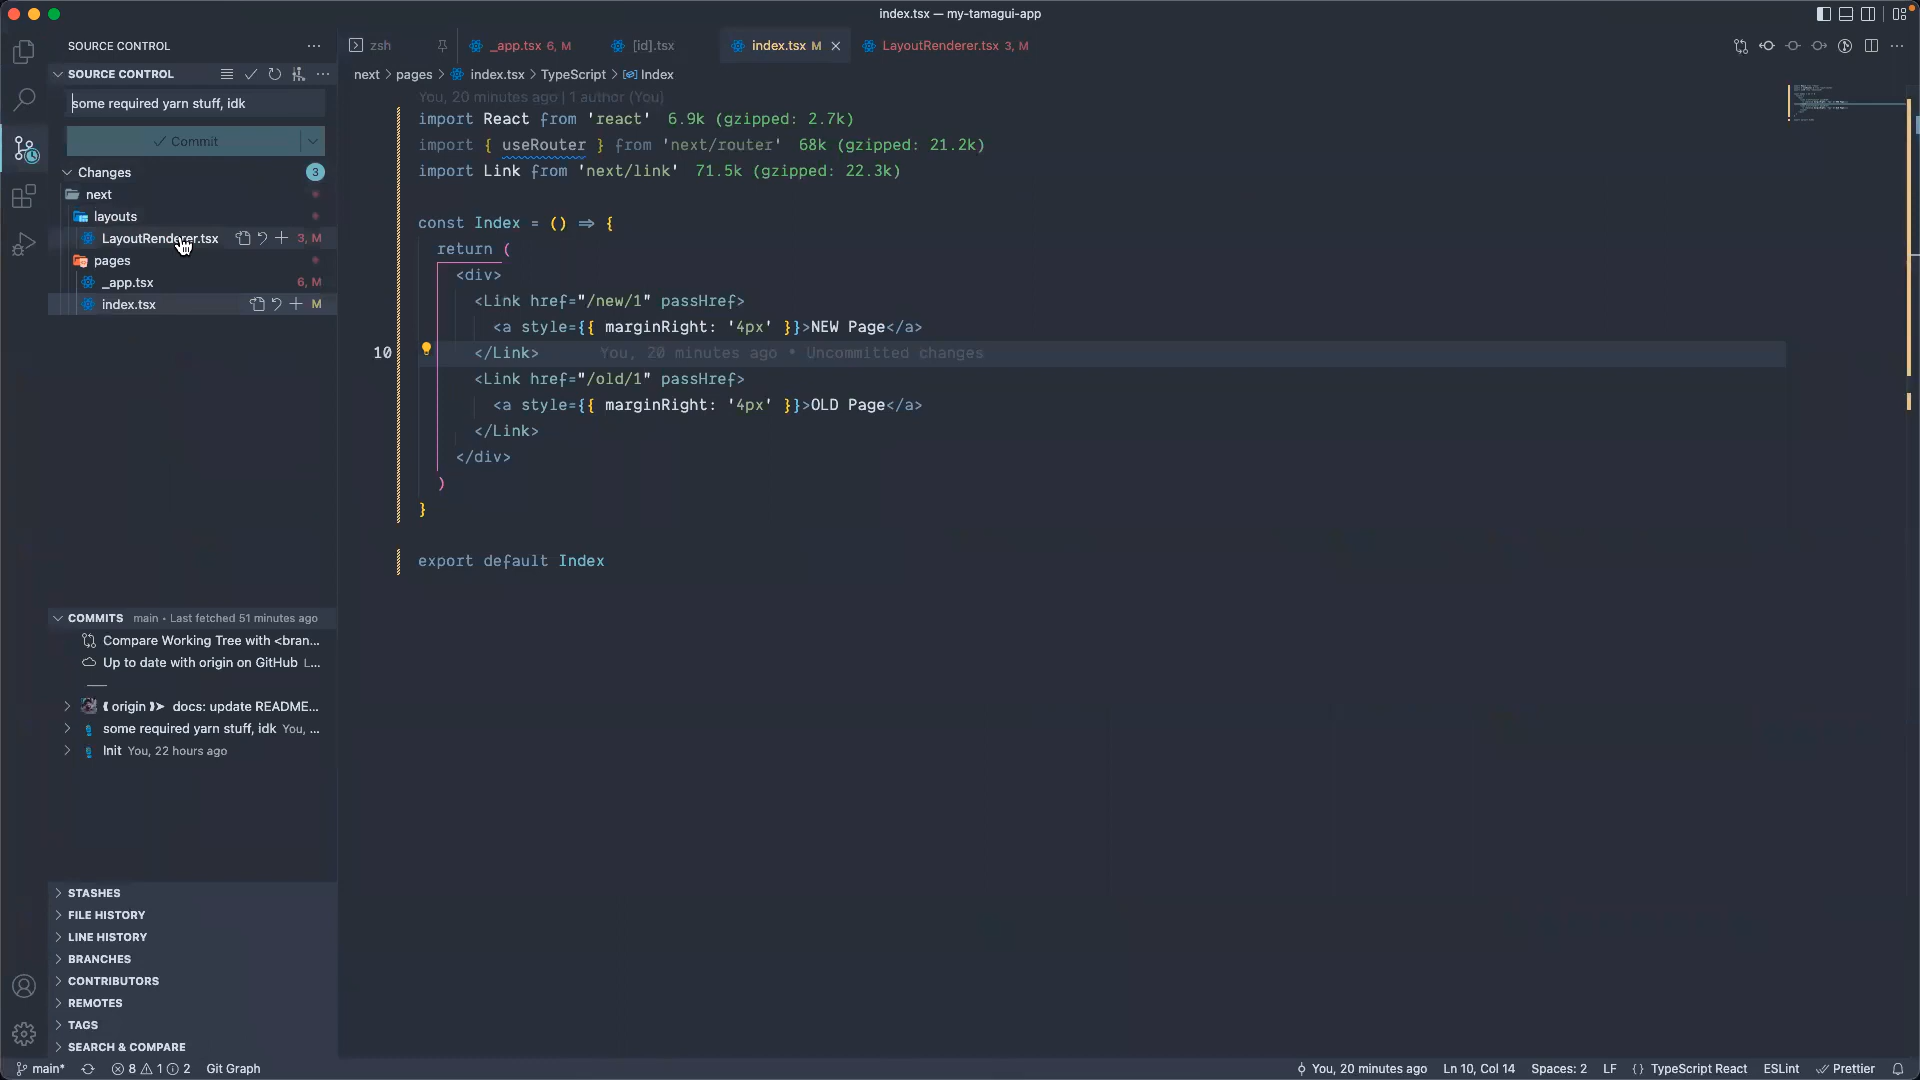 index.tsx — my-tamagui-app
SOURCE CONTROL
zsh
_app.tsx 6, M
[id].tsx
index.tsx M
LayoutRenderer.tsx 3, M
SOURCE CONTROL
next > pages > index.tsx > TypeScript > Index
some required yarn stuff, idk
Commit
Changes 3
next
layouts
LayoutRenderer.tsx 3, M
pages
_app.tsx 6, M
index.tsx M
You, 20 minutes ago | 1 author (You)
import React from 'react' 6.9k (gzipped: 2.7k)
import { useRouter } from 'next/router' 68k (gzipped: 21.2k)
import Link from 'next/link' 71.5k (gzipped: 22.3k)
const Index = () => {
return (
<div>
<Link href="/new/1" passHref>
<a style={{ marginRight: '4px' }}>NEW Page</a>
10 </Link> You, 20 minutes ago • Uncommitted changes
<Link href="/old/1" passHref>
<a style={{ marginRight: '4px' }}>OLD Page</a>
</Link>
</div>
)
}
export default Index
COMMITS main • Last fetched 51 minutes ago
Compare Working Tree with <bran...
Up to date with origin on GitHub L...
origin docs: update README...
some required yarn stuff, idk You, ...
Init You, 22 hours ago
STASHES
FILE HISTORY
LINE HISTORY
BRANCHES
CONTRIBUTORS
REMOTES
TAGS
SEARCH & COMPARE
main* 8 1 2 Git Graph
You, 20 minutes ago Ln 10, Col 14 Spaces: 2 LF {} TypeScript React ESLint Prettier